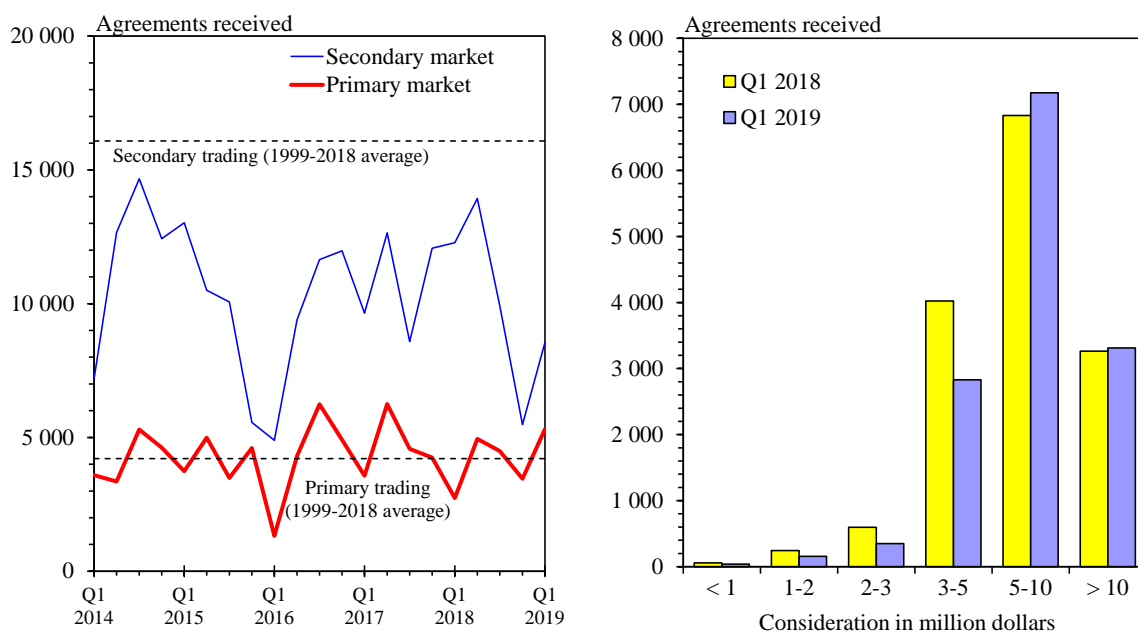 Agreements received
20 000
15 000
10 000
5 000
0
Secondary market
Primary market
Secondary trading (1999-2018 average)
Primary trading
(1999-2018 average)
Q1 Q1 Q1 Q1 Q1 Q1
2014 2015 2016 2017 2018 2019
Agreements received
8 000
7 000
6 000
5 000
4 000
3 000
2 000
1 000
0
Q1 2018
Q1 2019
< 1 1-2 2-3 3-5 5-10 > 10
Consideration in million dollars